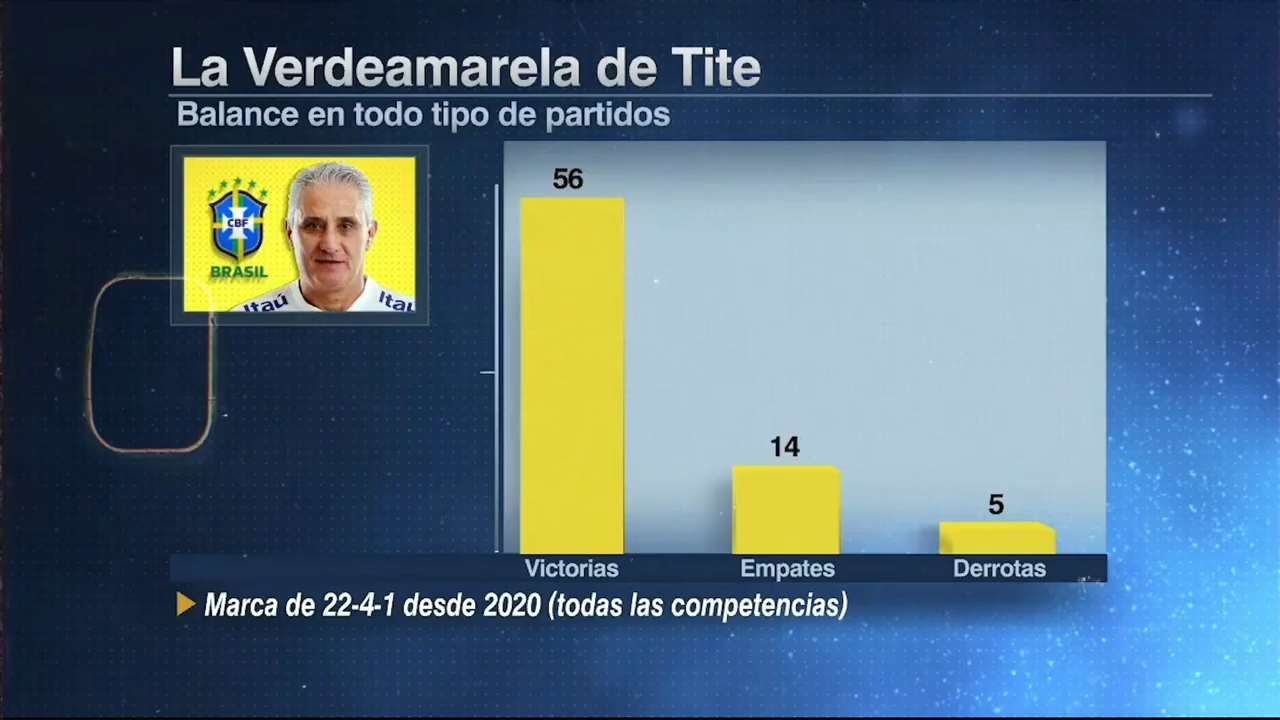 La Verdeamarela de Tite
Balance en todo tipo de partidos
CBF
BRASIL
Itaú
Itaú
56
14
5
Victorias
Empates
Derrotas
Marca de 22-4-1 desde 2020 (todas las competencias)